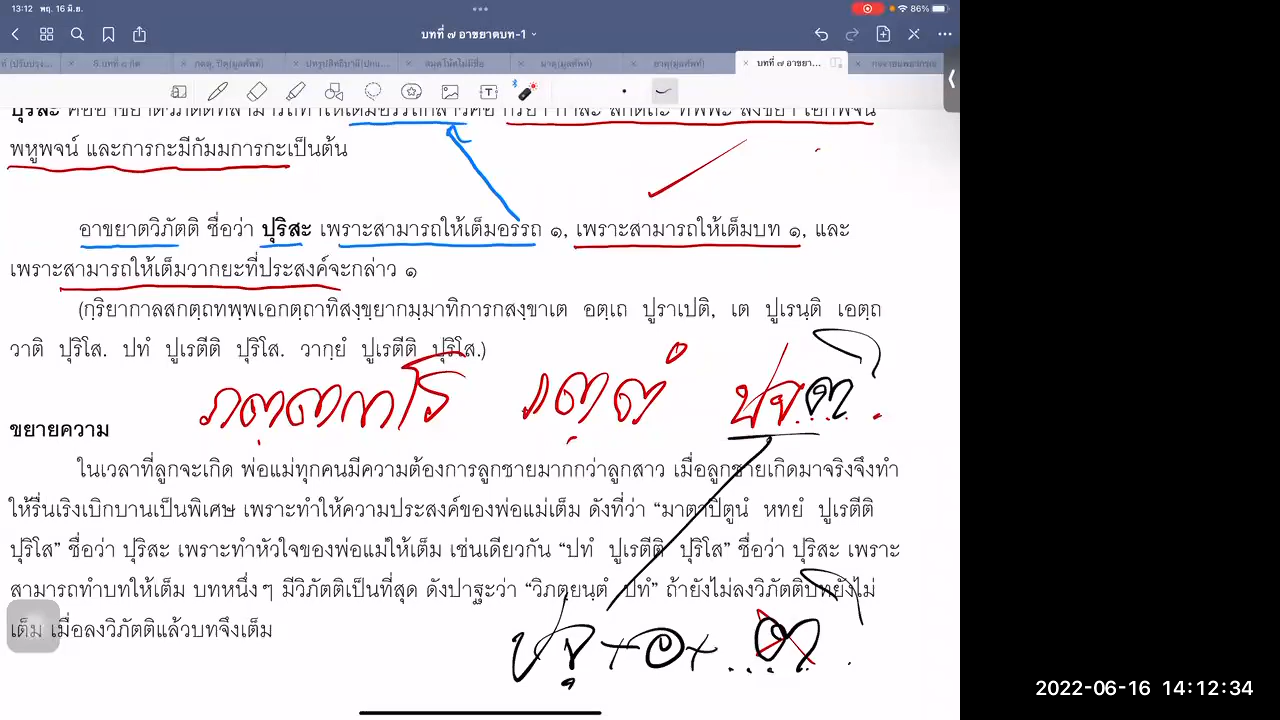 13:12 พฤ. 16 มิ.ย.
86%
บทที่ ๗ อาขยาตบท-1
บทที่ ๗ อาขย...
พหูพจน์ และการกะมีกัมมการกะเป็นต้น
อาขยาตวิภัตติ ชื่อว่า ปุริสะ เพราะสามารถให้เต็มอรรถ ๑, เพราะสามารถให้เต็มบท ๑, และ
เพราะสามารถให้เต็มวากยะที่ประสงค์จะกล่าว ๑
(กฺริยากาลสกตฺถทพฺพเอกตฺถาทิสงฺขฺยากมฺมาทิการกสงฺขาเต อตฺเถ ปูราเปติ, เต ปูเรนฺติ เอตฺถ
วาติ ปุริโส. ปทํ ปูเรตีติ ปุริโส. วากฺยํ ปูเรตีติ ปุริโส.)
ภตฺตกาโร ภตฺตํ ปจติ.
ขยายความ
ในเวลาที่ลูกจะเกิด พ่อแม่ทุกคนมีความต้องการลูกชายมากกว่าลูกสาว เมื่อลูกชายเกิดมาจริงจึงทำ
ให้รื่นเริงเบิกบานเป็นพิเศษ เพราะทำให้ความประสงค์ของพ่อแม่เต็ม ดังที่ว่า “มาตาปิตูนํ หทยํ ปูเรตีติ
ปุริโส” ชื่อว่า ปุริสะ เพราะทำหัวใจของพ่อแม่ให้เต็ม เช่นเดียวกัน “ปทํ ปูเรตีติ ปุริโส” ชื่อว่า ปุริสะ เพราะ
สามารถทำบทให้เต็ม บทหนึ่ง ๆ มีวิภัตติเป็นที่สุด ดังปาฐะว่า “วิภตฺยนฺตํ ปทํ” ถ้ายังไม่ลงวิภัตติบทยังไม่
เต็ม เมื่อลงวิภัตติแล้วบทจึงเต็ม
ปจฺ+อ+ติ
2022-06-16 14:12:34